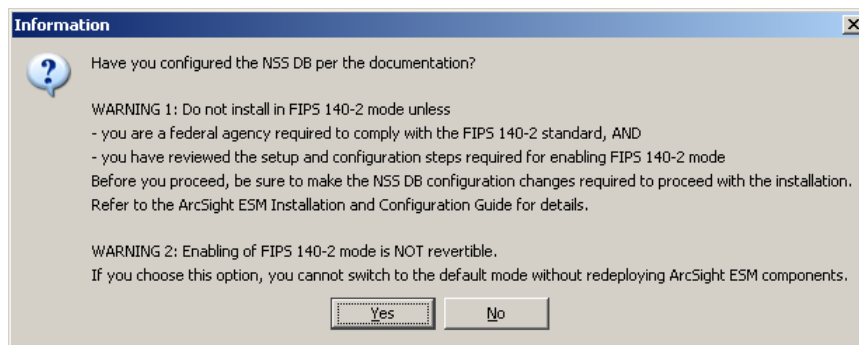 Information
Have you configured the NSS DB per the documentation?
WARNING 1: Do not install in FIPS 140-2 mode unless
- you are a federal agency required to comply with the FIPS 140-2 standard, AND
- you have reviewed the setup and configuration steps required for enabling FIPS 140-2 mode
Before you proceed, be sure to make the NSS DB configuration changes required to proceed with the installation.
Refer to the ArcSight ESM Installation and Configuration Guide for details.
WARNING 2: Enabling of FIPS 140-2 mode is NOT revertible.
If you choose this option, you cannot switch to the default mode without redeploying ArcSight ESM components.
Yes No